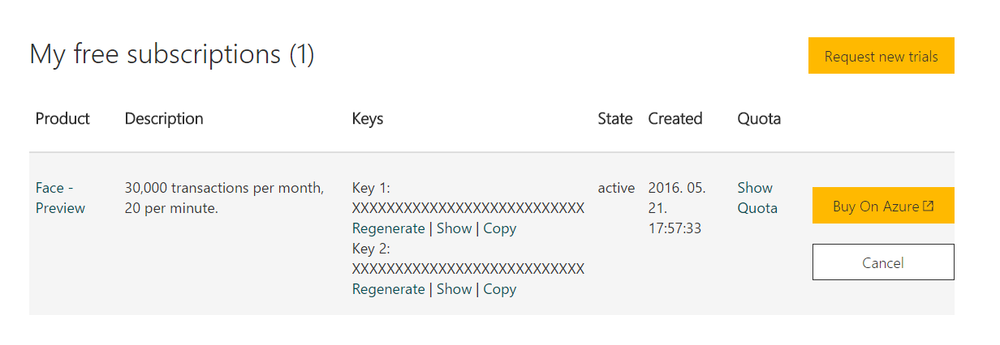 My free subscriptions (1)
Request new trials
Product Description Keys State Created Quota
Face - Preview
30,000 transactions per month,
20 per minute.
Key 1:
XXXXXXXXXXXXXXXXXXXXXXXXXXX
Regenerate | Show | Copy
Key 2:
XXXXXXXXXXXXXXXXXXXXXXXXXXX
Regenerate | Show | Copy
active
2016. 05.
21.
17:57:33
Show
Quota
Buy On Azure
Cancel